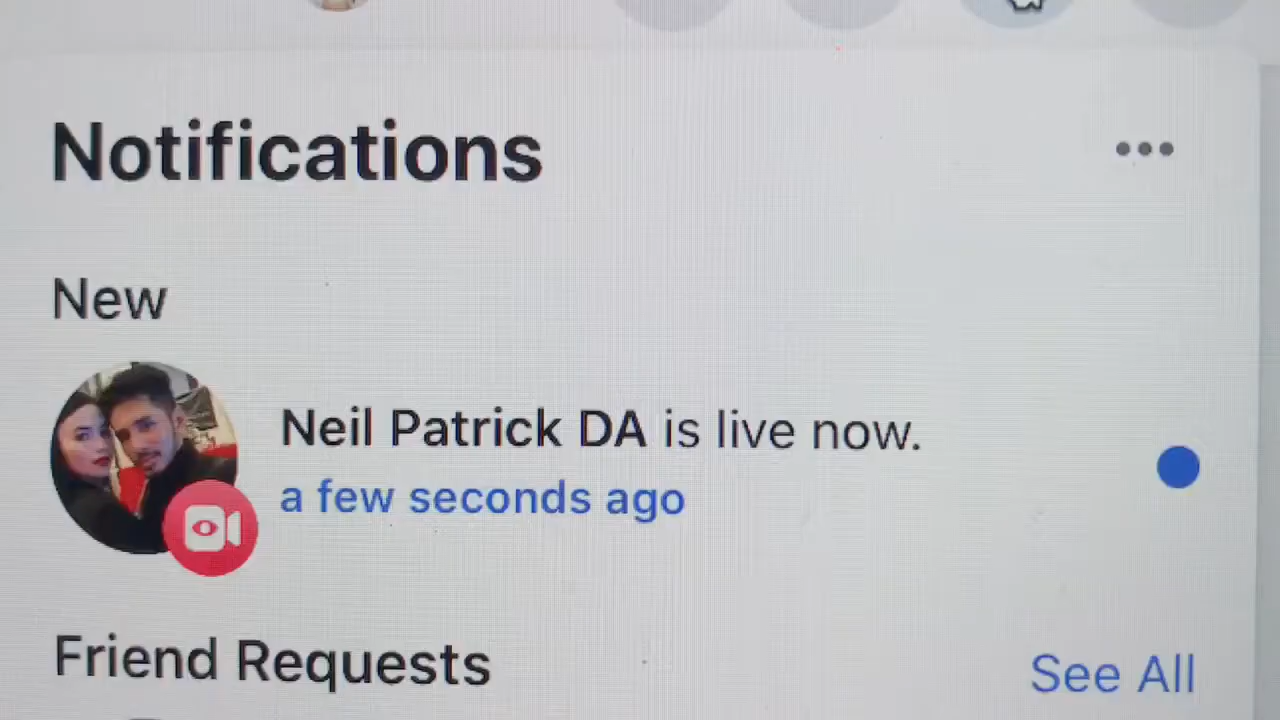 Notifications
New
Neil Patrick DA is live now.
a few seconds ago
Friend Requests
See All